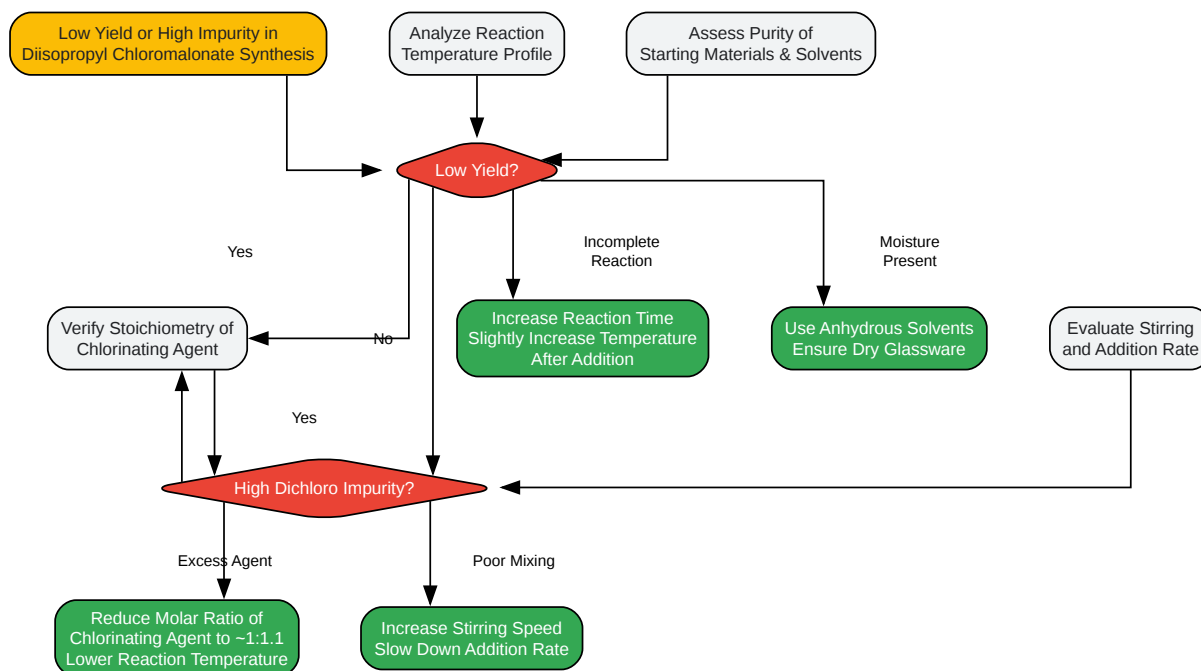 Low Yield or High Impurity in
Diisopropyl Chloromalonate Synthesis
Analyze Reaction
Temperature Profile
Assess Purity of
Starting Materials & Solvents
Low Yield?
Yes
Incomplete
Reaction
Moisture
Present
Verify Stoichiometry of
Chlorinating Agent
No
Increase Reaction Time
Slightly Increase Temperature
After Addition
Use Anhydrous Solvents
Ensure Dry Glassware
Evaluate Stirring
and Addition Rate
Yes
High Dichloro Impurity?
Excess Agent
Poor Mixing
Reduce Molar Ratio of
Chlorinating Agent to ~1:1.1
Lower Reaction Temperature
Increase Stirring Speed
Slow Down Addition Rate